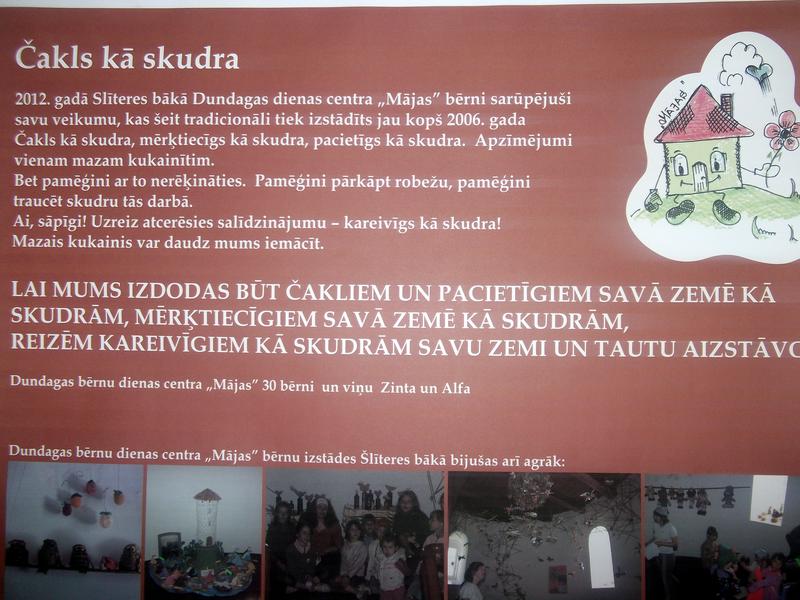 Čakls kā skudra
2012. gadā Slīteres bākā Dundagas dienas centra „Mājas” bērni sarūpējuši
savu veikumu, kas šeit tradicionāli tiek izstādīts jau kopš 2006. gada
Čakls kā skudra, mērķtiecīgs kā skudra, pacietīgs kā skudra. Apzīmējumi
vienam mazam kukainītim.
Bet pamēģini ar to nerēķināties. Pamēģini pārkāpt robežu, pamēģini
traucēt skudru tās darbā.
Ai, sāpīgi! Uzreiz atcerēsies salīdzinājumu – kareivīgs kā skudra!
Mazais kukainis var daudz mums iemācīt.
LAI MUMS IZDODAS BŪT ČAKLIEM UN PACIETĪGIEM SAVĀ ZEMĒ KĀ
SKUDRĀM, MĒRĶTIECĪGIEM SAVĀ ZEMĒ KĀ SKUDRĀM,
REIZĒM KAREIVĪGIEM KĀ SKUDRĀM SAVU ZEMI UN TAUTU AIZSTĀV
Dundagas bērnu dienas centra „Mājas” 30 bērni un viņu Zinta un Alfa
Dundagas bērnu dienas centra „Mājas” bērnu izstādes Šlīteres bākā bijušas arī agrāk: